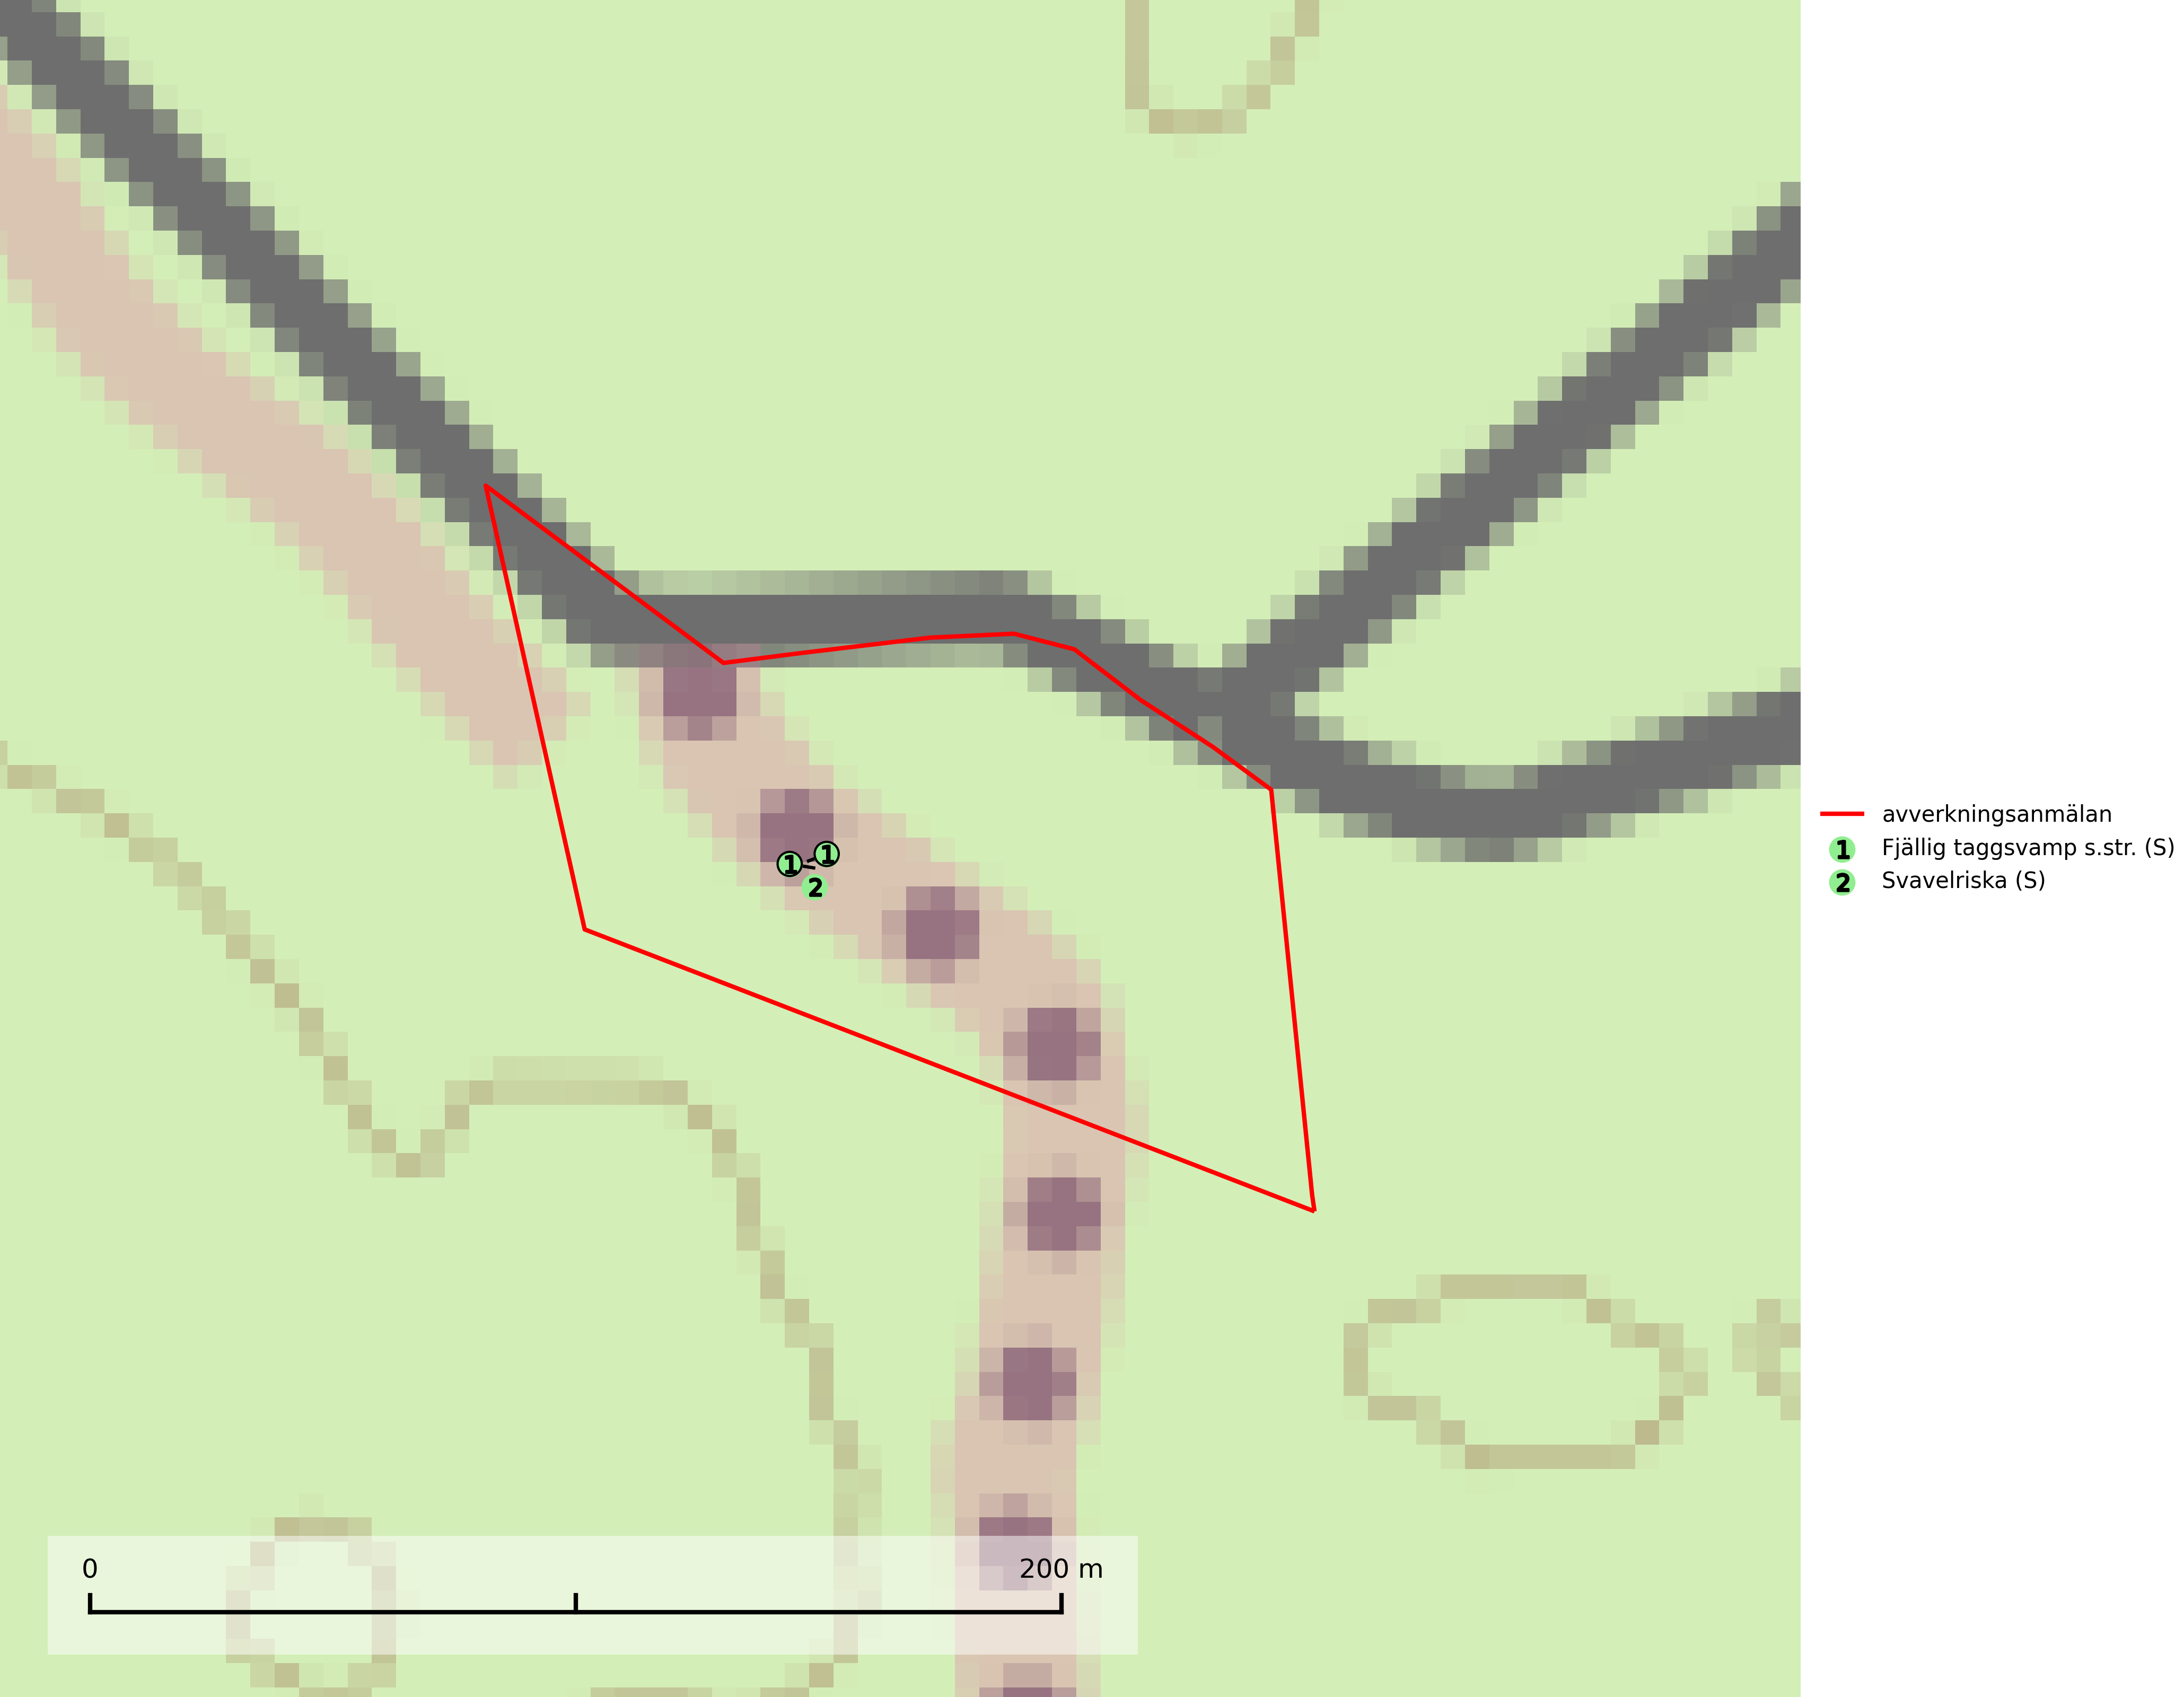 1
1
2
avverkningsanmälan
1 Fjällig taggsvamp s.str. (S)
2 Svavelriska (S)
0 200 m